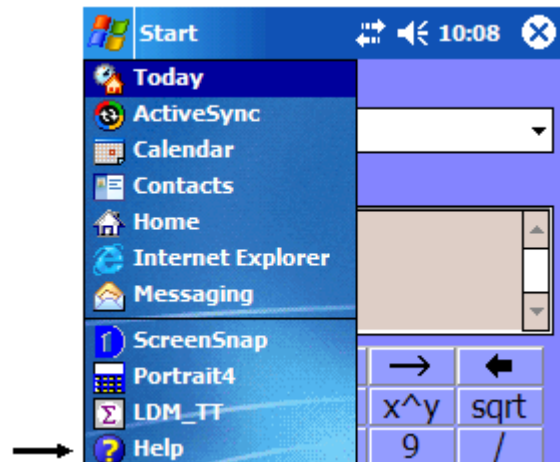 Start 10:08
Today
ActiveSync
Calendar
Contacts
Home
Internet Explorer
Messaging
ScreenSnap
Portrait4
LDM_TT
x^y sqrt
Help 9 /